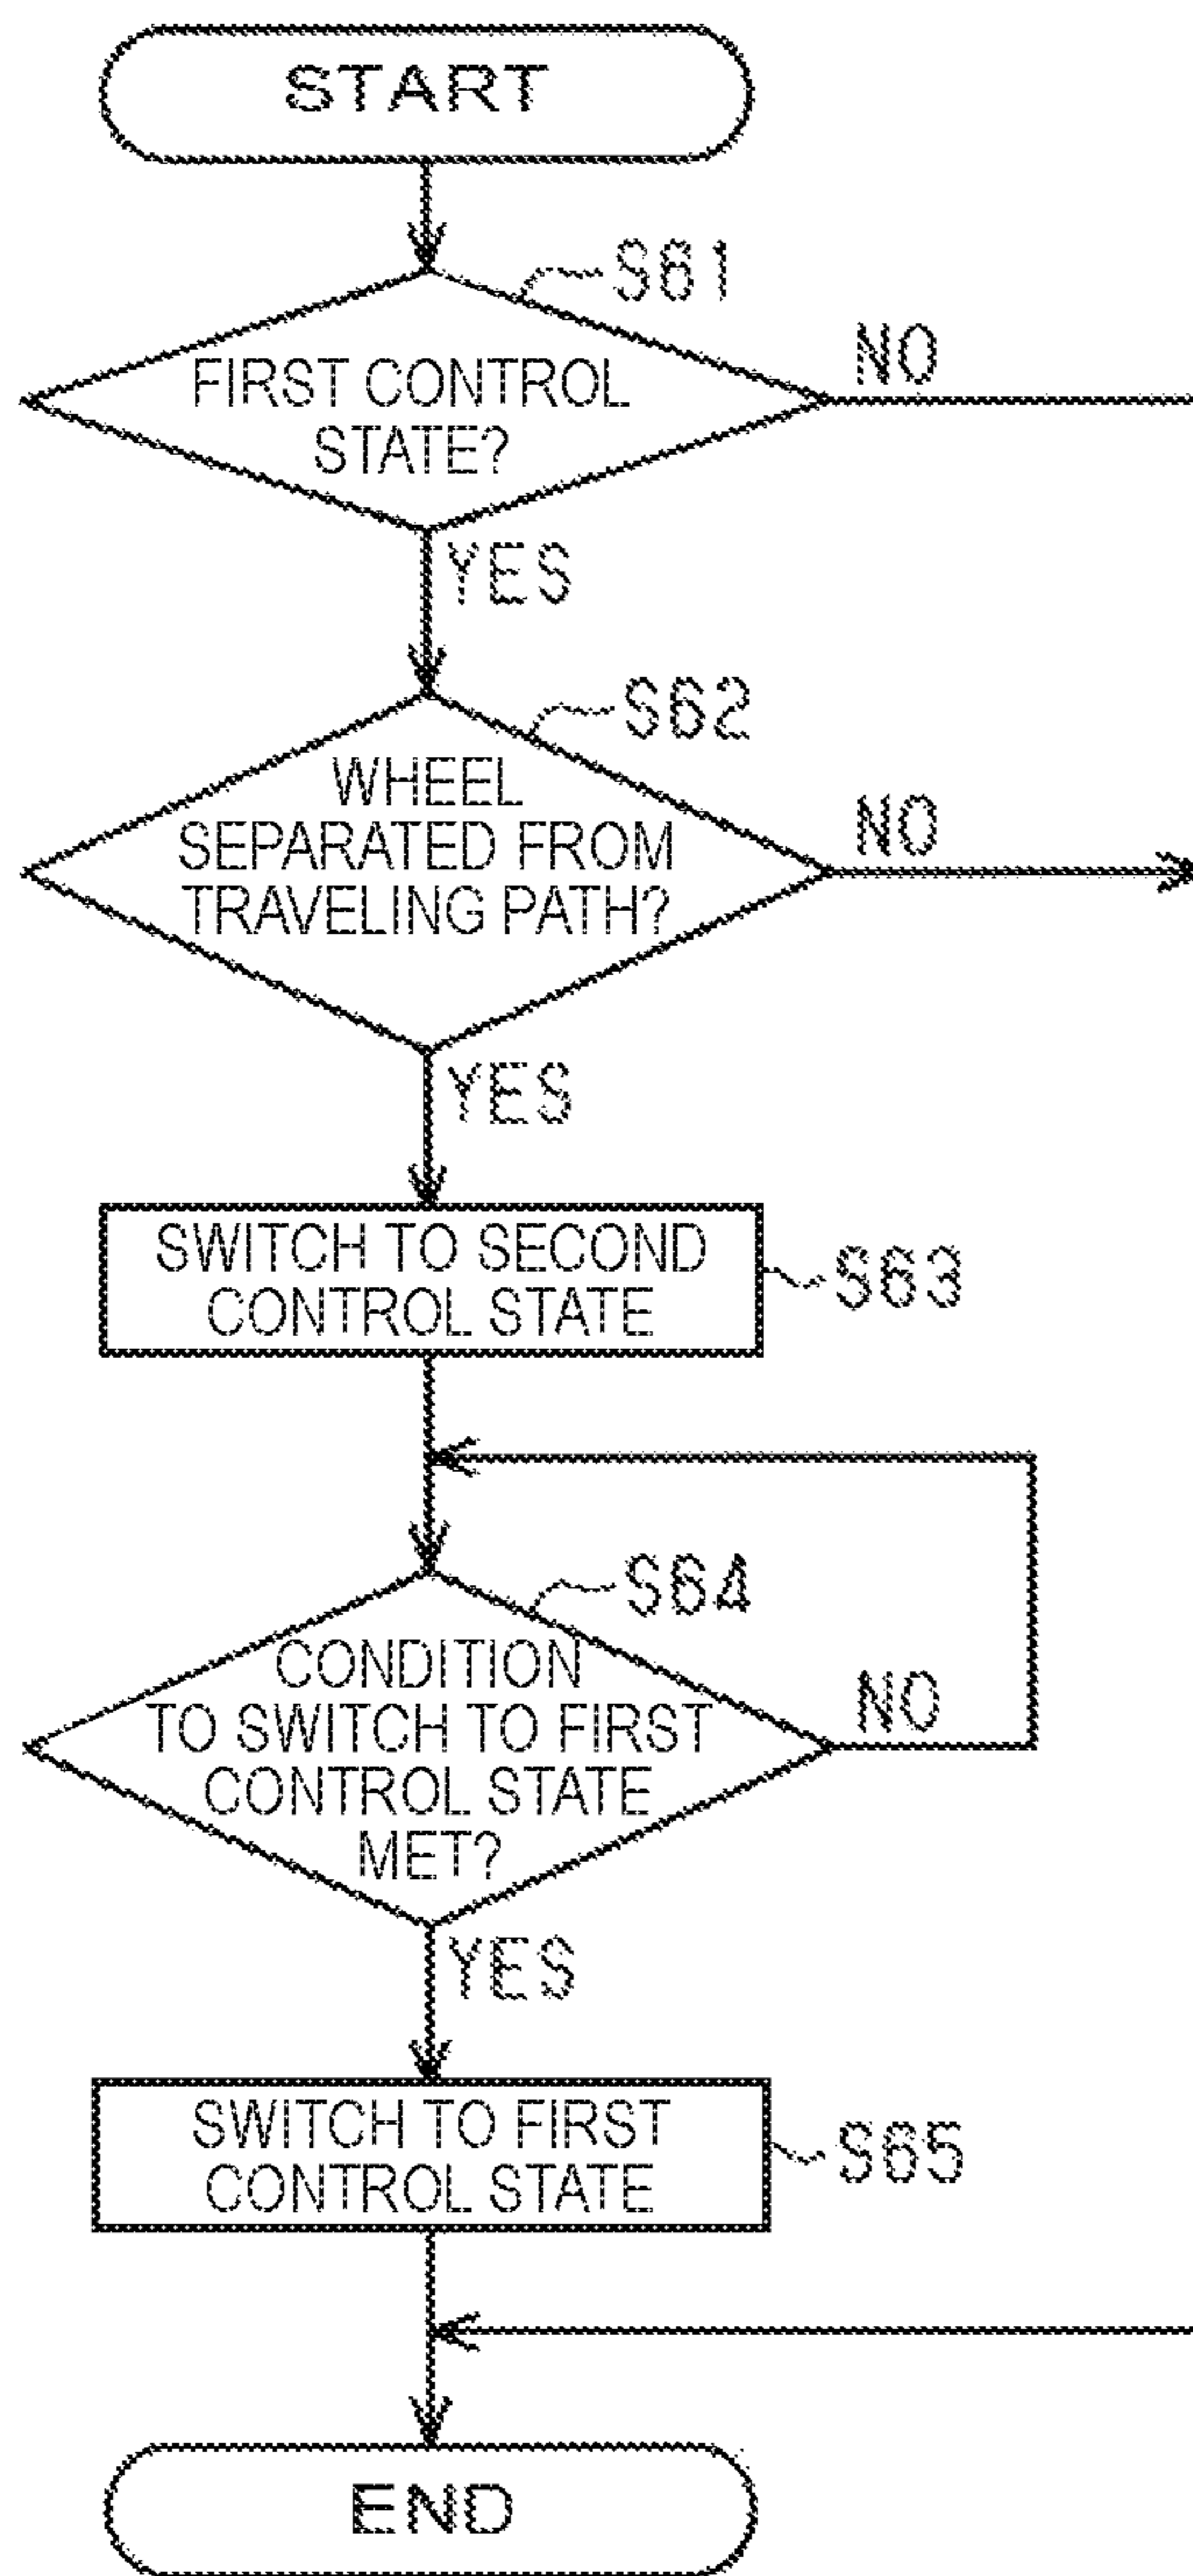 START
S61
FIRST CONTROL
STATE?
NO
YES
S62
WHEEL
SEPARATED FROM
TRAVELING PATH?
NO
YES
SWITCH TO SECOND
CONTROL STATE
S63
S64
CONDITION
TO SWITCH TO FIRST
CONTROL STATE
MET?
NO
YES
SWITCH TO FIRST
CONTROL STATE
S65
END